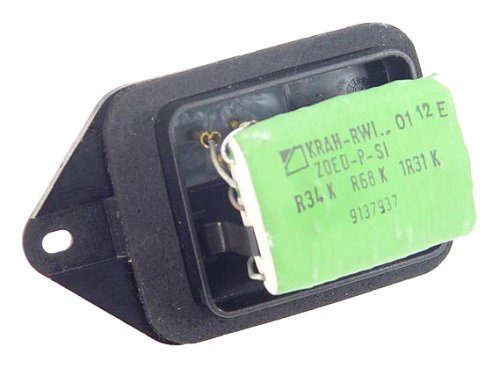 KRAH-RWI.. 01 12 E
ZOED-P-SI
R34 K R68 K 1R31 K
9137937